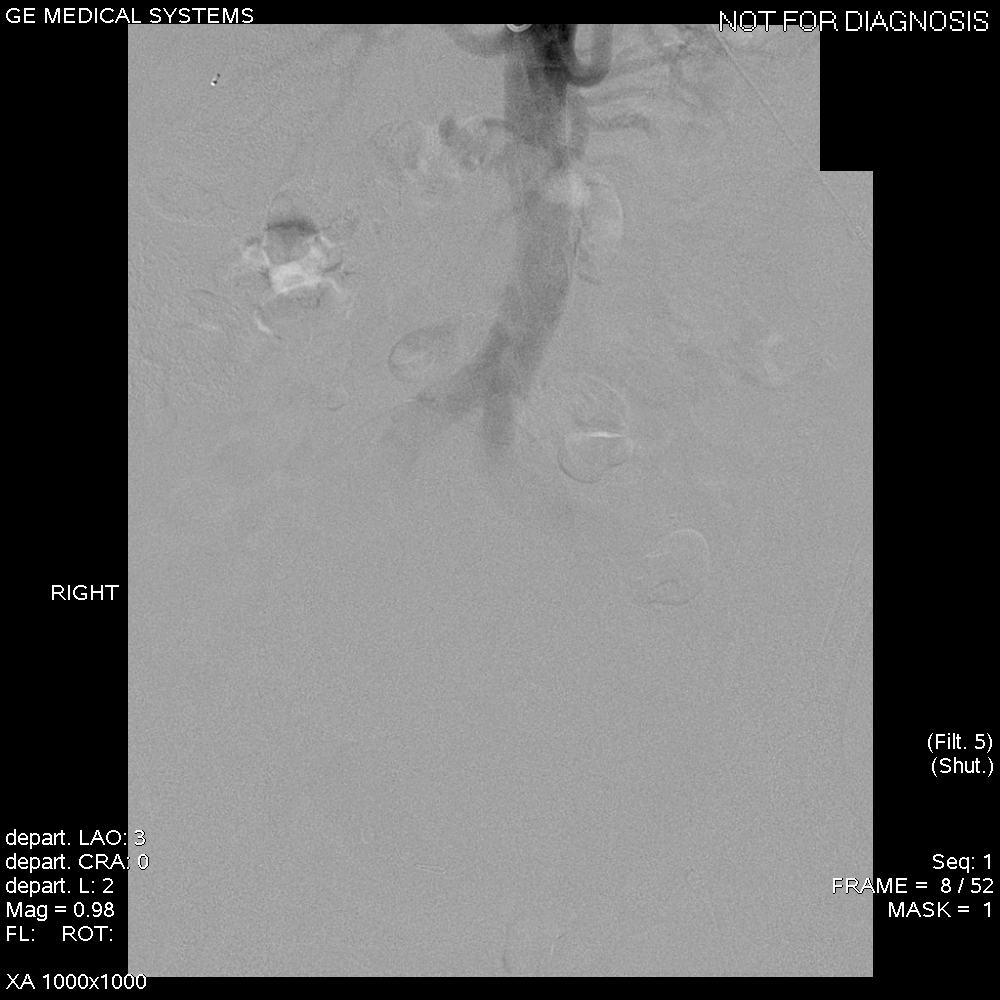 GE MEDICAL SYSTEMS
NOT FOR DIAGNOSIS
RIGHT
(Filt. 5)
(Shut.)
depart. LAO: 3
depart. CRA: 0
depart. L: 2
Mag = 0.98
FL: ROT:
XA 1000x1000
Seq: 1
FRAME = 8 / 52
MASK = 1